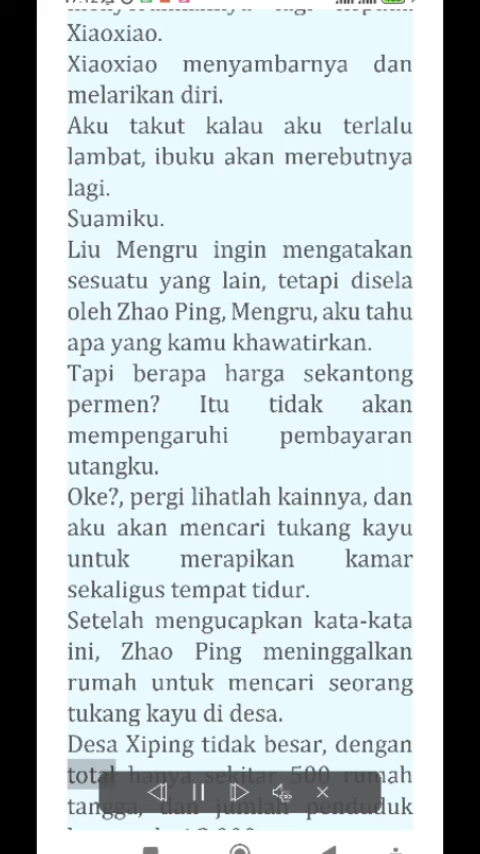 Xiaoxiao.
Xiaoxiao menyambarnya dan
melarikan diri.
Aku takut kalau aku terlalu
lambat, ibuku akan merebutnya
lagi.
Suamiku.
Liu Mengru ingin mengatakan
sesuatu yang lain, tetapi disela
oleh Zhao Ping, Mengru, aku tahu
apa yang kamu khawatirkan.
Tapi berapa harga sekantong
permen? Itu tidak akan
mempengaruhi pembayaran
utangku.
Oke?, pergi lihatlah kainnya, dan
aku akan mencari tukang kayu
untuk merapikan kamar
sekaligus tempat tidur.
Setelah mengucapkan kata-kata
ini, Zhao Ping meninggalkan
rumah untuk mencari seorang
tukang kayu di desa.
Desa Xiping tidak besar, dengan
total hanya sekitar 500 rumah
tangga, dan jumlah penduduk